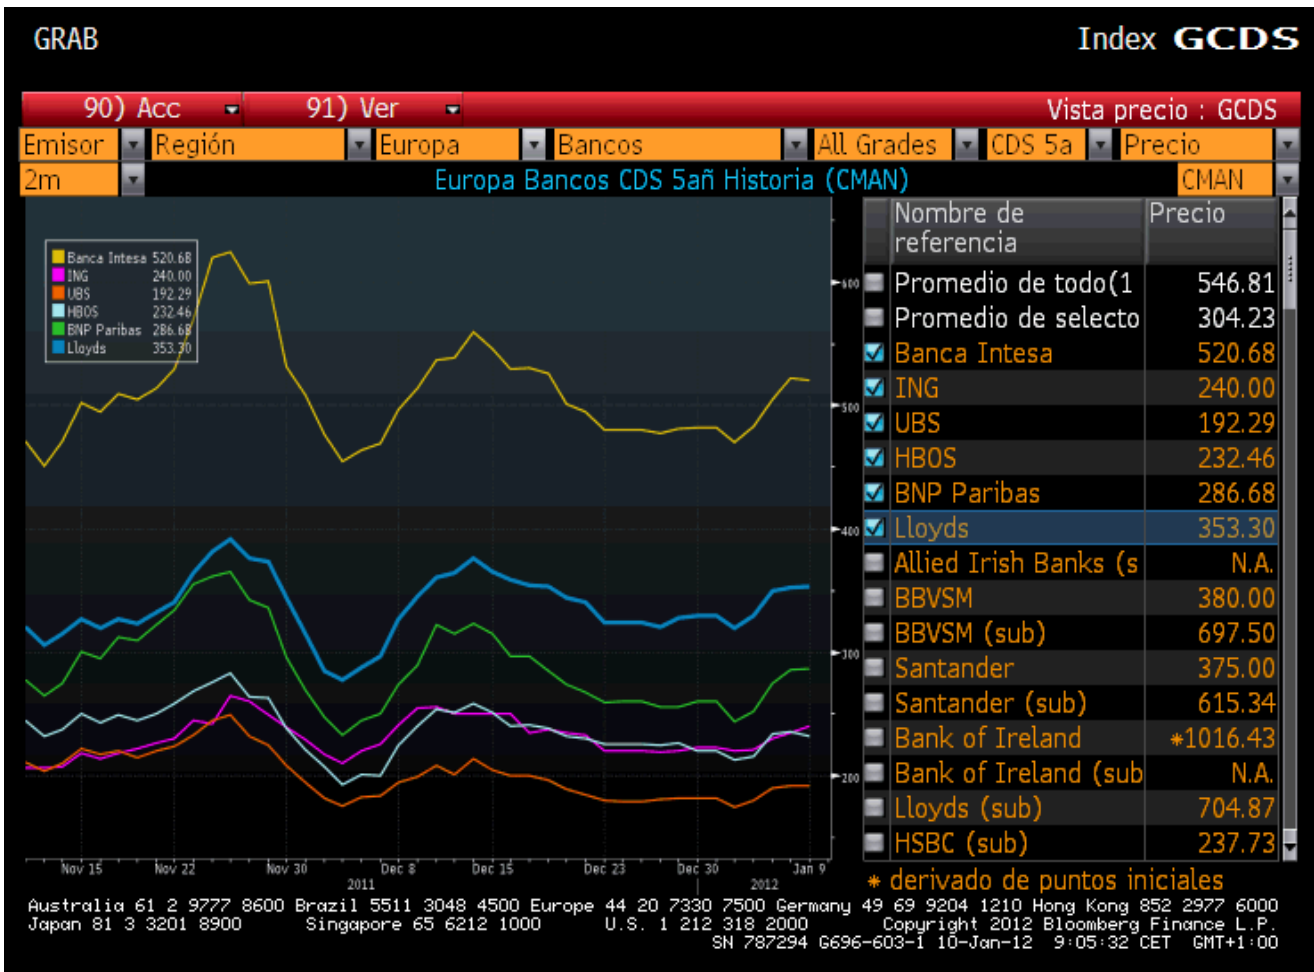 GRAB
Index GCDS
90) Acc 91) Ver Vista precio : GCDS
Emisor Región Europa Bancos All Grades CDS 5a Precio
2m Europa Bancos CDS 5añ Historia (CMAN) CMAN
Banca Intesa 520.68
ING 240.00
UBS 192.29
HBOS 232.46
BNP Paribas 286.68
Lloyds 353.30
600
500
400
300
200
Nov 15 Nov 22 Nov 30 Dec 8 Dec 15 Dec 23 Dec 30 Jan 9
2011 2012
Nombre de referencia Precio
Promedio de todo(1 546.81
Promedio de selecto 304.23
Banca Intesa 520.68
ING 240.00
UBS 192.29
HBOS 232.46
BNP Paribas 286.68
Lloyds 353.30
Allied Irish Banks (s N.A.
BBVSM 380.00
BBVSM (sub) 697.50
Santander 375.00
Santander (sub) 615.34
Bank of Ireland *1016.43
Bank of Ireland (sub N.A.
Lloyds (sub) 704.87
HSBC (sub) 237.73
* derivado de puntos iniciales
Australia 61 2 9777 8600 Brazil 5511 3048 4500 Europe 44 20 7330 7500 Germany 49 69 9204 1210 Hong Kong 852 2977 6000
Japan 81 3 3201 8900 Singapore 65 6212 1000 U.S. 1 212 318 2000 Copyright 2012 Bloomberg Finance L.P.
SN 787294 G696-603-1 10-Jan-12 9:05:32 CET GMT+1:00